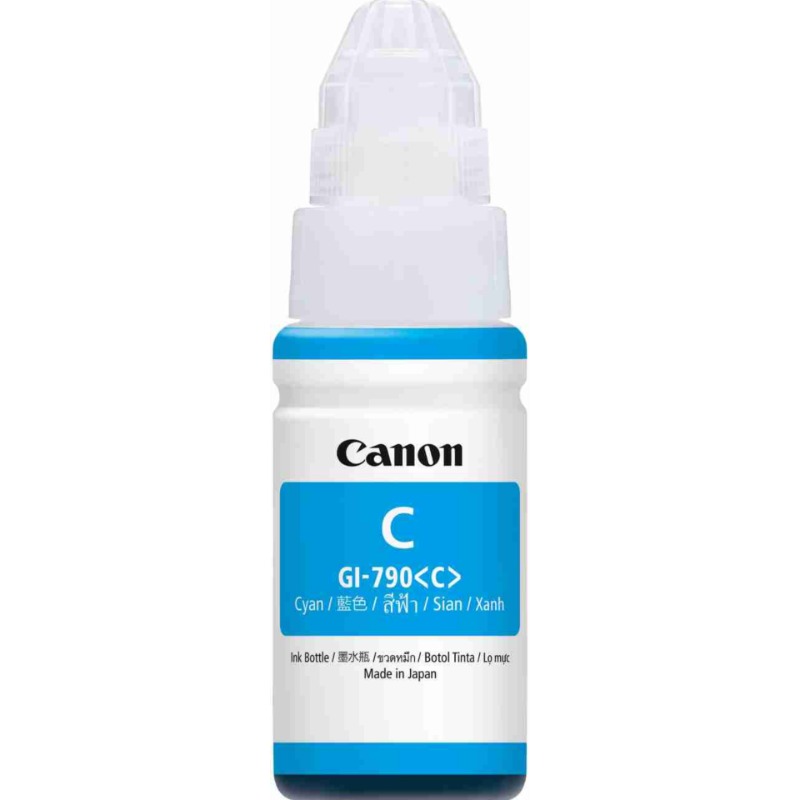 Canon
C
GI-790<C>
Cyan / 藍色 / สีฟ้า / Sian / Xanh
Ink Bottle / 墨水瓶 / ขวดหมึก / Botol Tinta / Lọ mực
Made in Japan